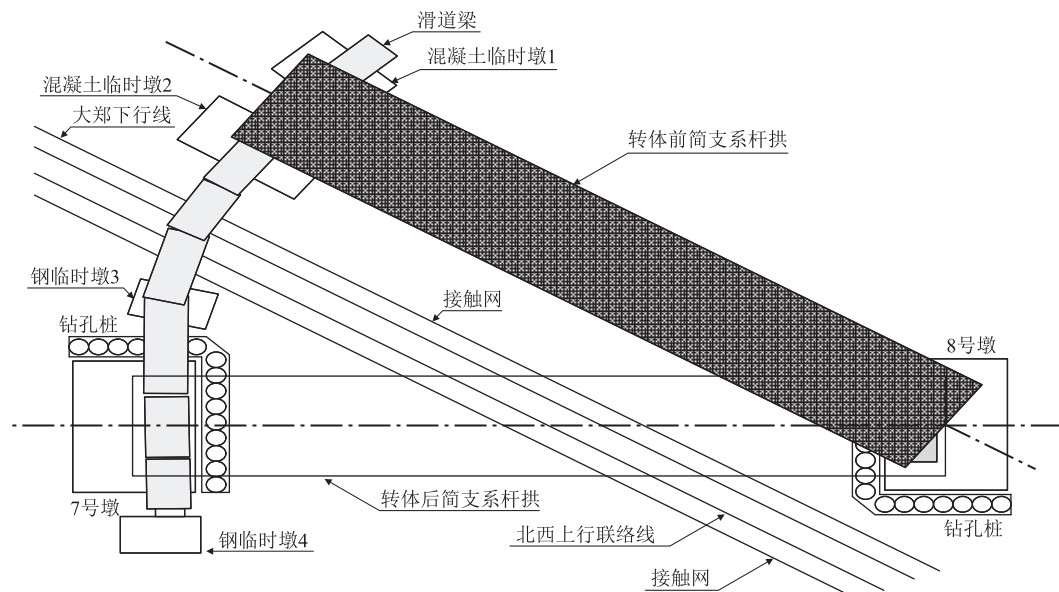 滑道梁
混凝土临时墩1
混凝土临时墩2
大郑下行线
转体前简支系杆拱
钢临时墩3
接触网
钻孔桩
8号墩
7号墩
转体后简支系杆拱
钢临时墩4
北西上行联络线
钻孔桩
接触网